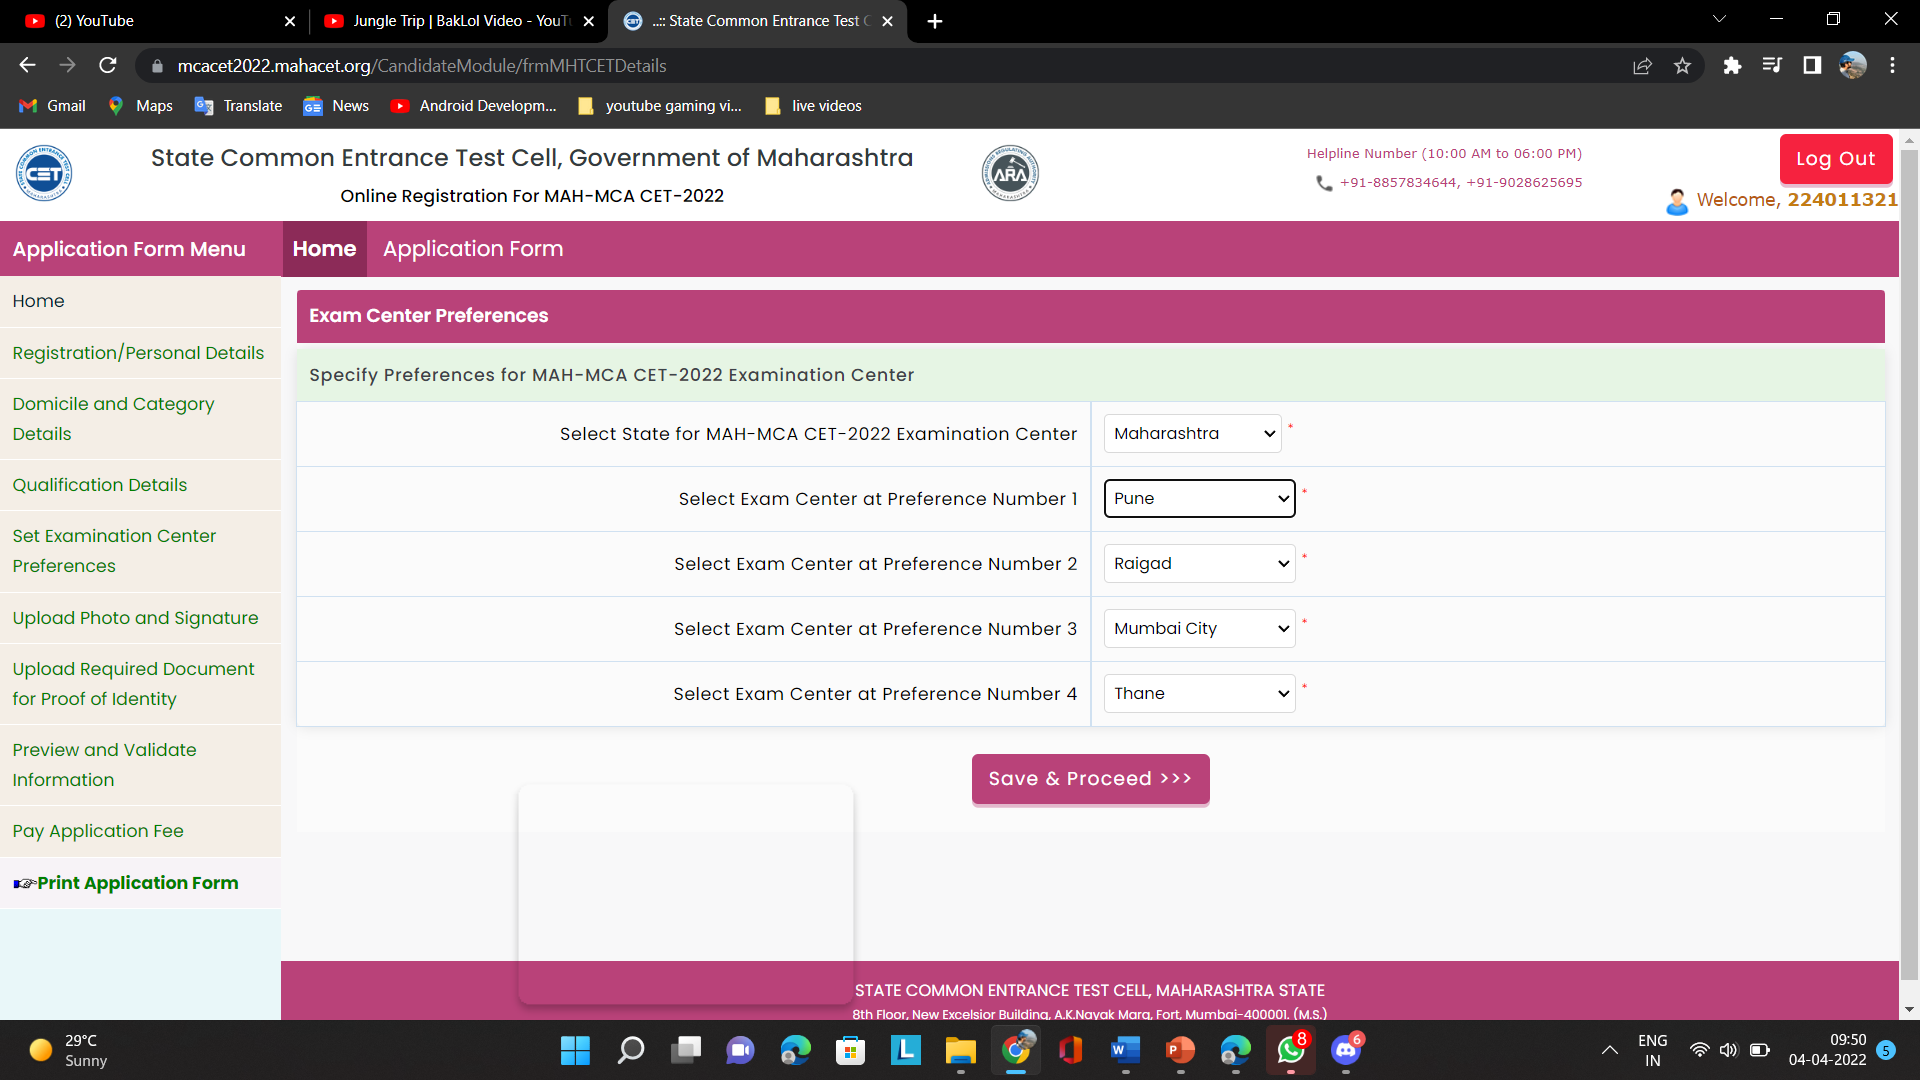 (2) YouTube
Jungle Trip | BakLol Video - YouTu
..:: State Common Entrance Test C
mcacet2022.mahacet.org/CandidateModule/frmMHTCETDetails
Gmail
Maps
Translate
News
Android Developm...
youtube gaming vi...
live videos
CET
State Common Entrance Test Cell, Government of Maharashtra
Online Registration For MAH-MCA CET-2022
ARA
Helpline Number (10:00 AM to 06:00 PM)
+91-8857834644, +91-9028625695
Log Out
Welcome, 224011321
Application Form Menu
Home
Application Form
Home
Registration/Personal Details
Domicile and Category
Details
Qualification Details
Set Examination Center
Preferences
Upload Photo and Signature
Upload Required Document
for Proof of Identity
Preview and Validate
Information
Pay Application Fee
Print Application Form
Exam Center Preferences
Specify Preferences for MAH-MCA CET-2022 Examination Center
Select State for MAH-MCA CET-2022 Examination Center
Maharashtra
*
Select Exam Center at Preference Number 1
Pune
*
Select Exam Center at Preference Number 2
Raigad
*
Select Exam Center at Preference Number 3
Mumbai City
*
Select Exam Center at Preference Number 4
Thane
*
Save & Proceed >>>
STATE COMMON ENTRANCE TEST CELL, MAHARASHTRA STATE
8th Floor, New Excelsior Building, A.K.Nayak Marg, Fort, Mumbai-400001. (M.S.)
29°C
Sunny
L
W
P
8
6
ENG
IN
09:50
04-04-2022
5